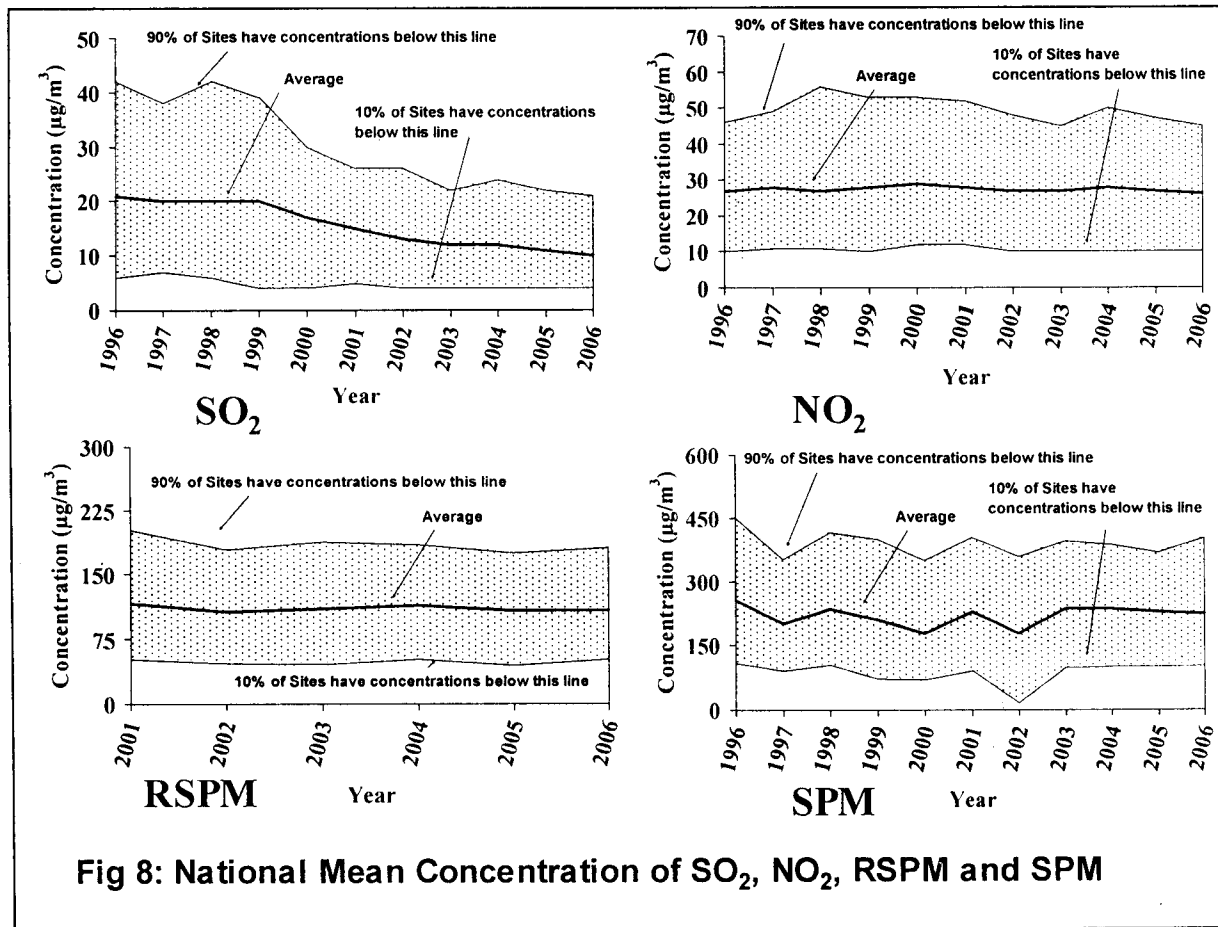 90% of Sites have concentrations below this line
Average
10% of Sites have concentrations
below this line
Concentration (µg/m³)
50
40
30
20
10
0
1996
1997
1998
1999
2000
2001
2002
2003
2004
2005
2006
Year
SO₂
90% of Sites have concentrations below this line
10% of Sites have
concentrations below this line
Average
Concentration (µg/m³)
70
60
50
40
30
20
10
0
1996
1997
1998
1999
2000
2001
2002
2003
2004
2005
2006
Year
NO₂
90% of Sites have concentrations below this line
Average
10% of Sites have concentrations below this line
Concentration (µg/m³)
300
225
150
75
0
2001
2002
2003
2004
2005
2006
RSPM
Year
90% of Sites have concentrations below this line
10% of Sites have
concentrations below this line
Average
Concentration (µg/m³)
600
450
300
150
0
1996
1997
1998
1999
2000
2001
2002
2003
2004
2005
2006
SPM
Year
Fig 8: National Mean Concentration of SO₂, NO₂, RSPM and SPM